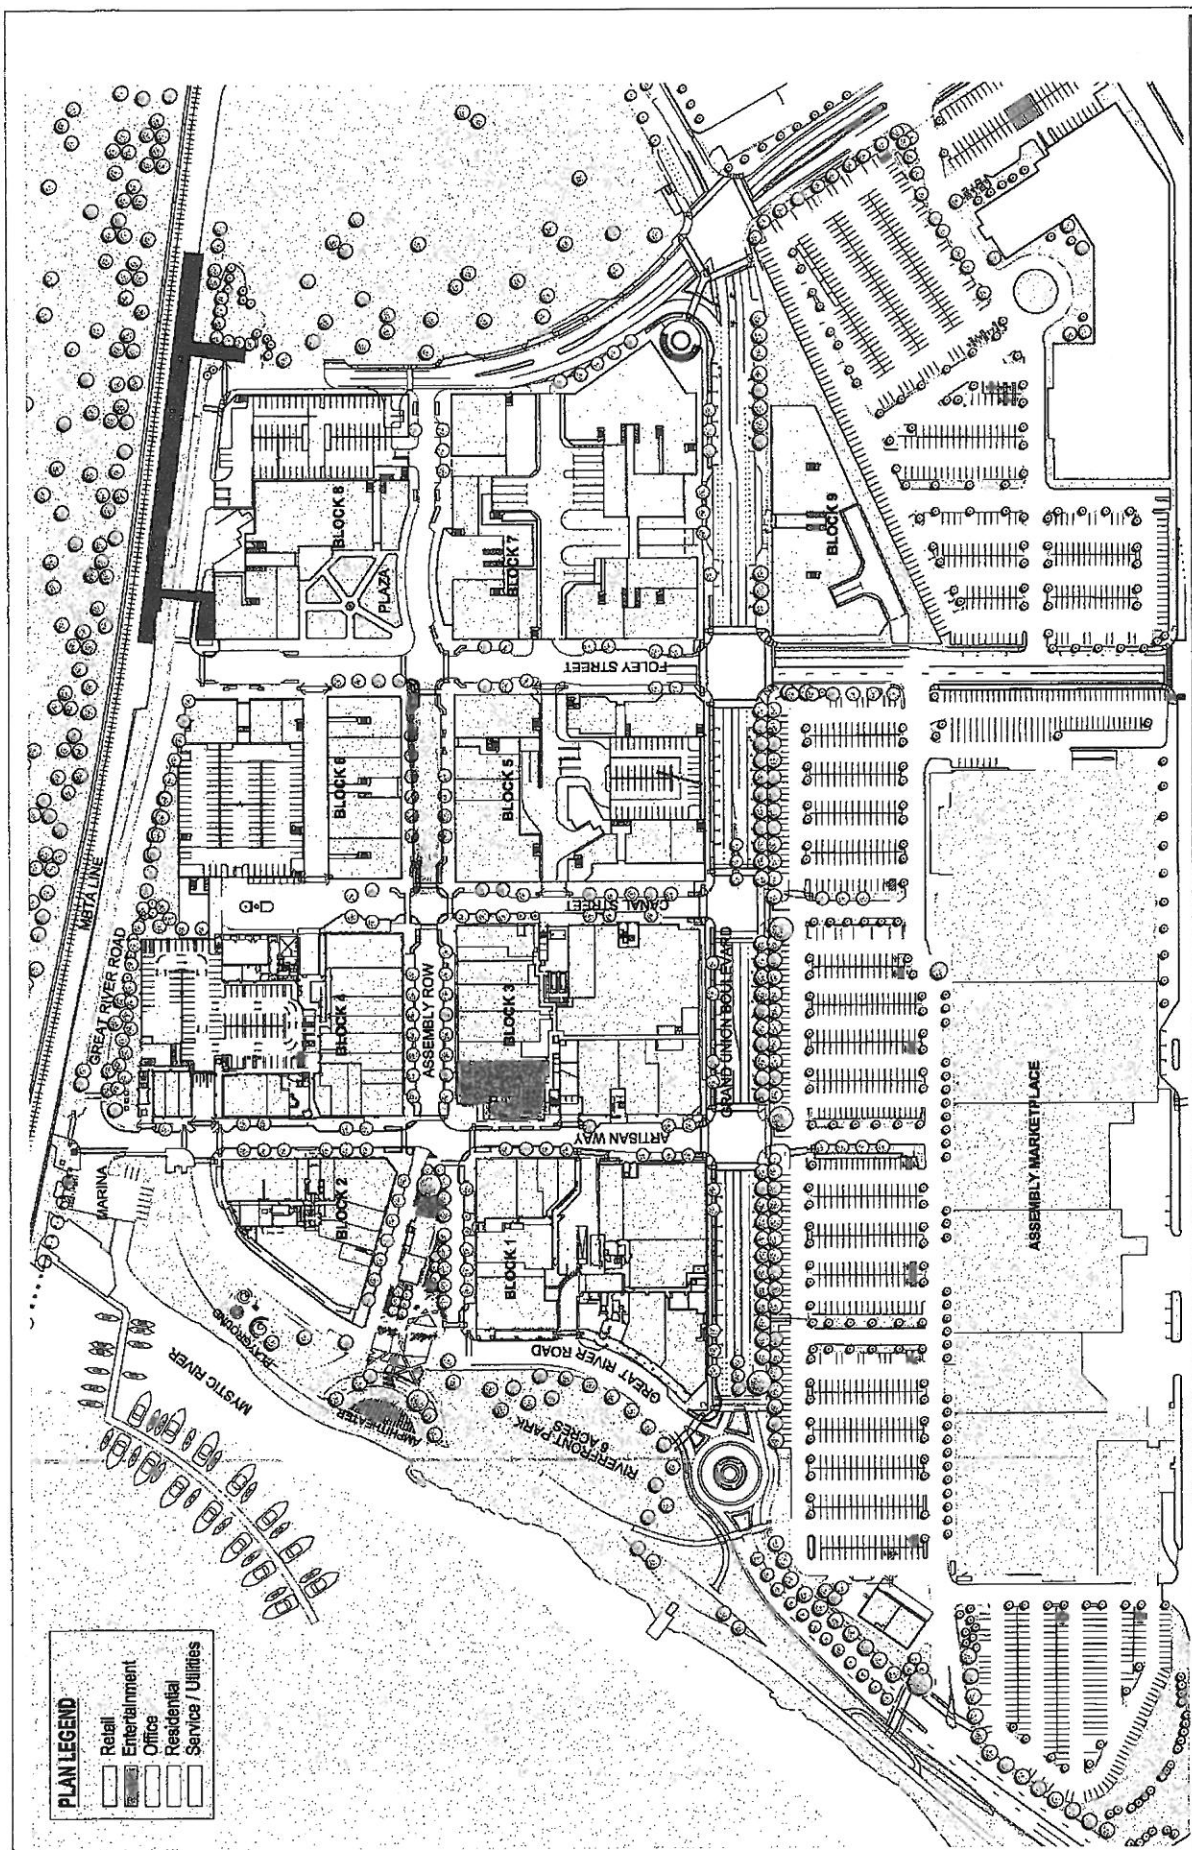 PLAN LEGEND
Retail
Entertainment
Office
Residential
Service / Utilities
MYSTIC RIVER
MARINA
PLAYGROUND
AMPHITHEATER
RIVERFRONT PARK
6 ACRES
GREAT RIVER ROAD
BLOCK 2
BLOCK 1
ARTISAN WAY
GREAT RIVER ROAD
MBTA LINE
BLOCK 4
ASSEMBLY ROW
BLOCK 3
GRAND UNION BOULEVARD
ASSEMBLY MARKETPLACE
CANAL STREET
BLOCK 6
BLOCK 5
FOLEY STREET
PLAZA
BLOCK 8
BLOCK 7
BLOCK 9